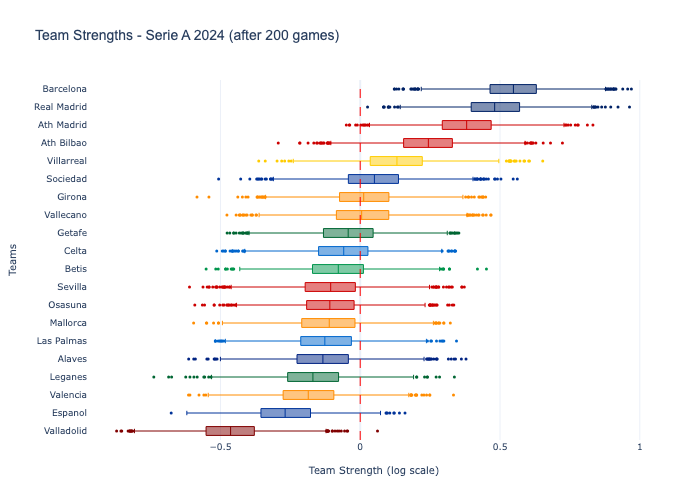 Team Strengths - Serie A 2024 (after 200 games)
Barcelona
Real Madrid
Ath Madrid
Ath Bilbao
Villarreal
Sociedad
Girona
Vallecano
Getafe
Celta
Betis
Sevilla
Osasuna
Mallorca
Las Palmas
Alaves
Leganes
Valencia
Espanol
Valladolid
Teams
−0.5
0
0.5
1
Team Strength (log scale)